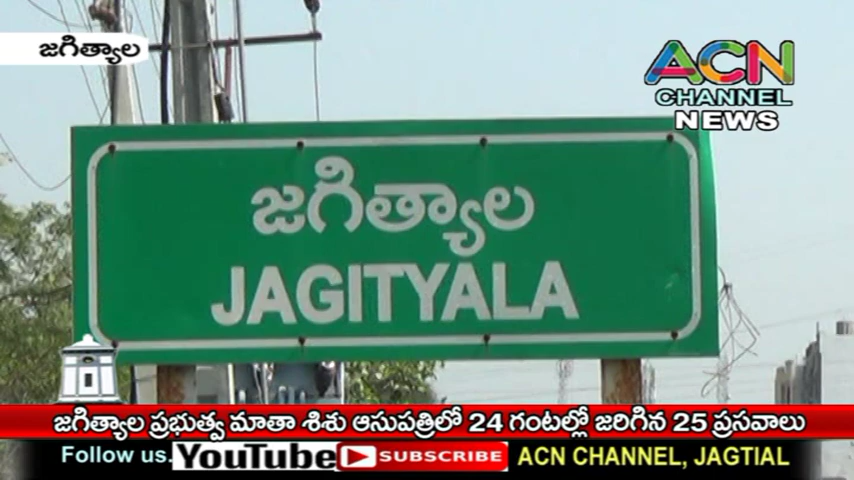 జగిత్యాల
ACN
CHANNEL
NEWS
జగిత్యాల
JAGITYALA
జగిత్యాల ప్రభుత్వ మాతా శిశు ఆసుపత్రిలో 24 గంటల్లో జరిగిన 25 ప్రసవాలు
Follow us. YouTube SUBSCRIBE ACN CHANNEL, JAGTIAL